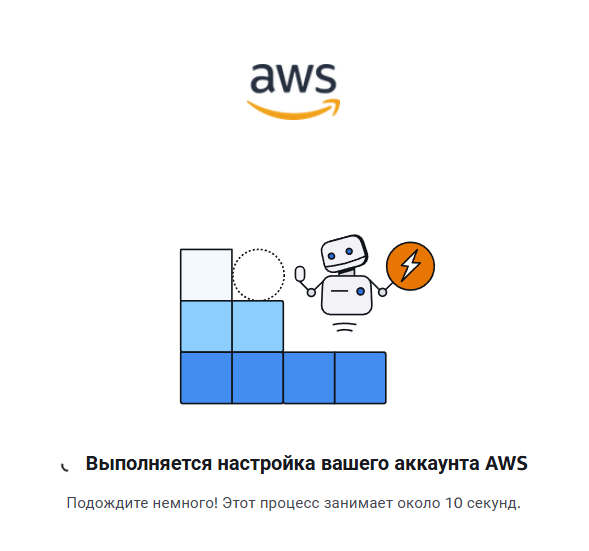 aws
Выполняется настройка вашего аккаунта AWS
Подождите немного! Этот процесс занимает около 10 секунд.